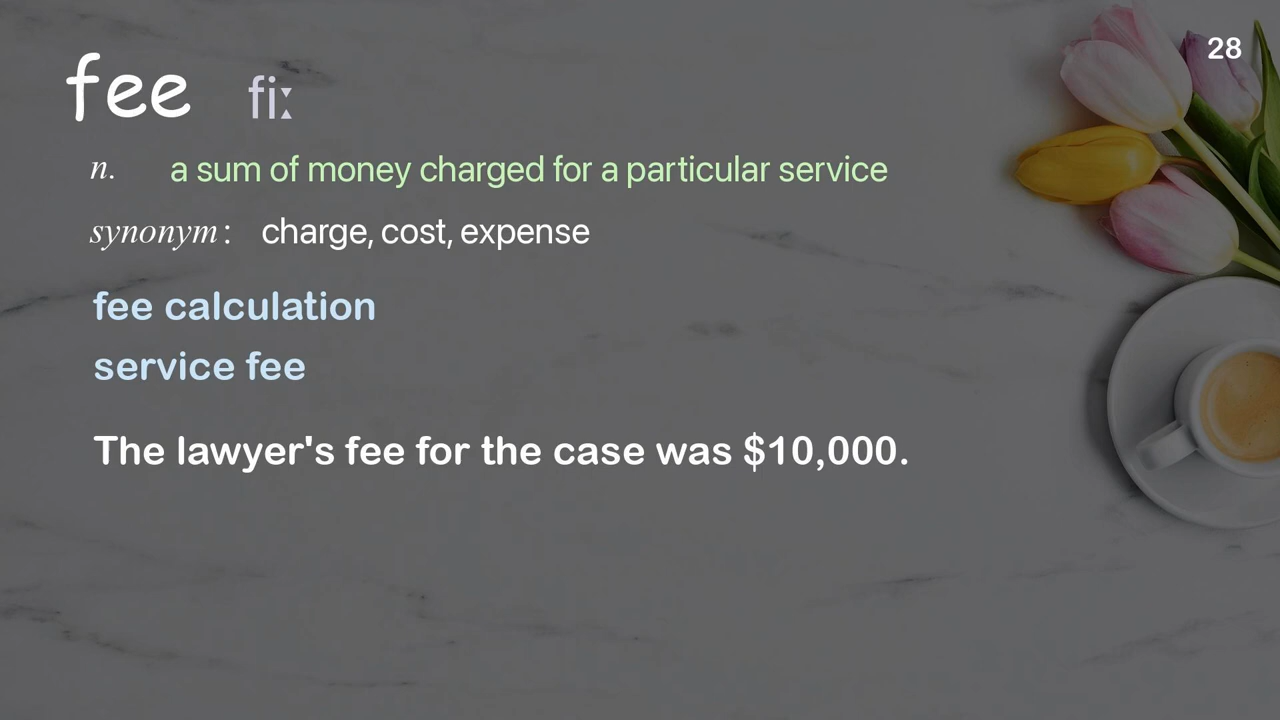 28
fee fiː
n. a sum of money charged for a particular service
synonym: charge, cost, expense
fee calculation
service fee
The lawyer's fee for the case was $10,000.